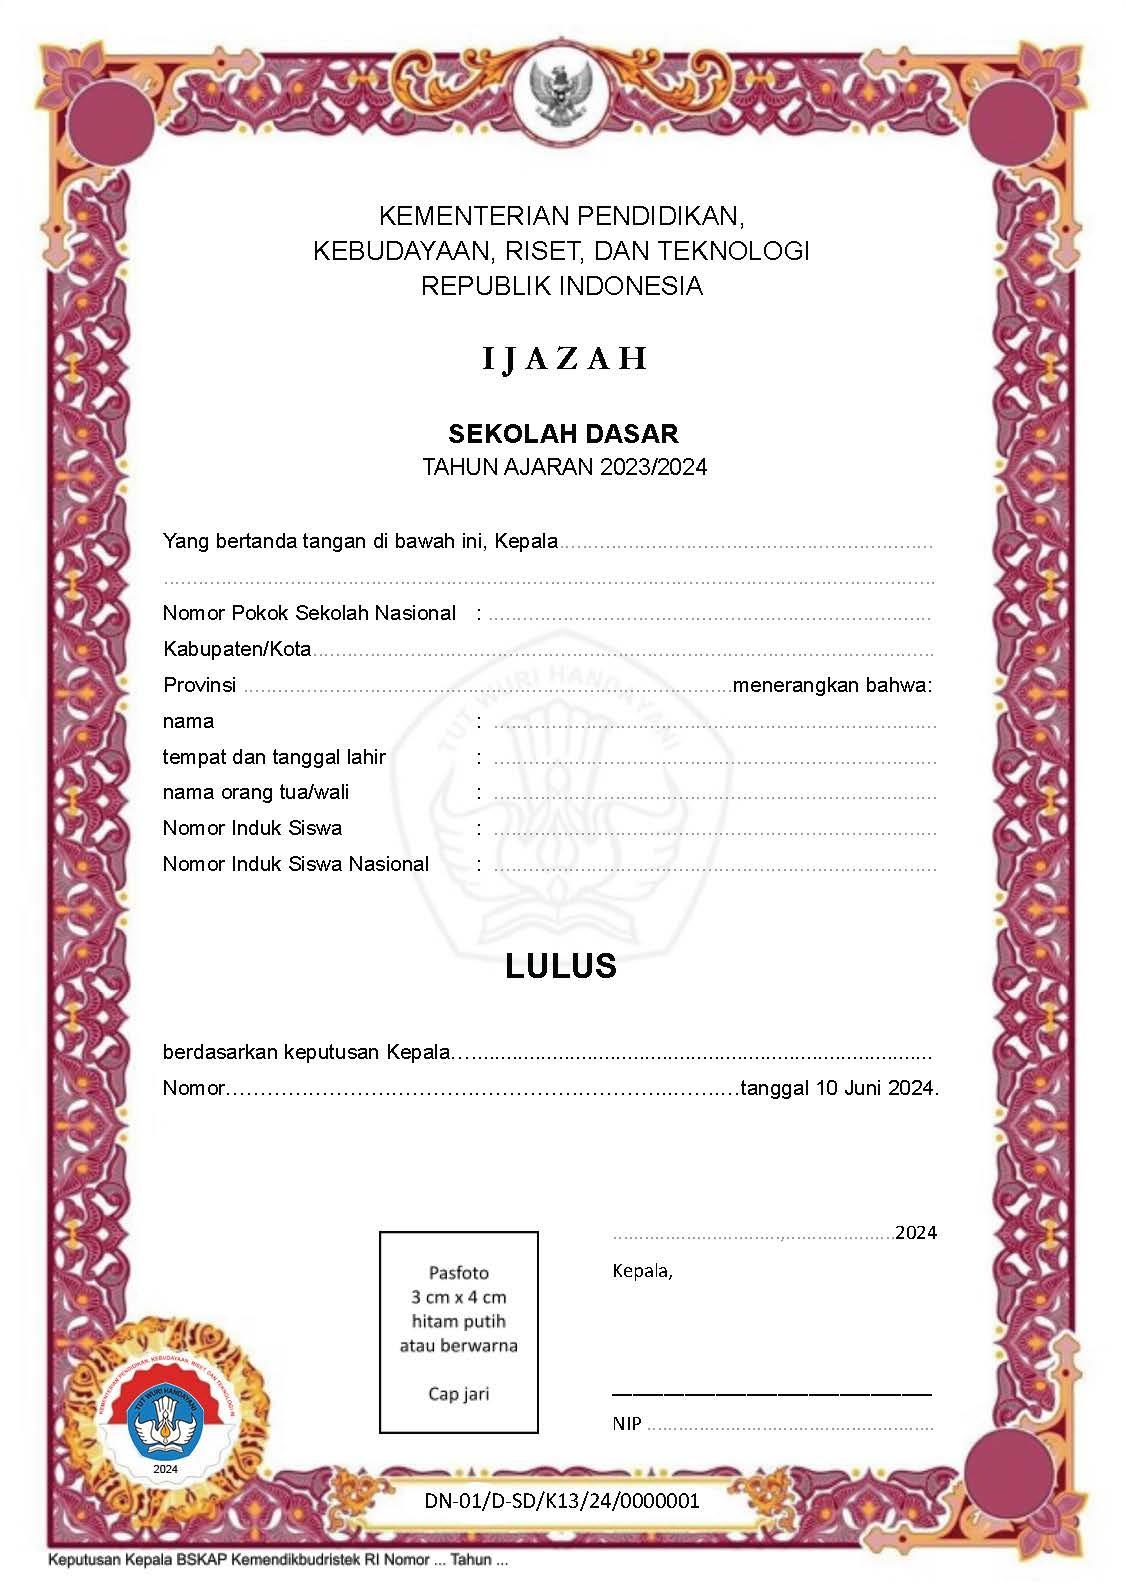 KEMENTERIAN PENDIDIKAN,
KEBUDAYAAN, RISET, DAN TEKNOLOGI
REPUBLIK INDONESIA
IJAZAH
SEKOLAH DASAR
TAHUN AJARAN 2023/2024
Yang bertanda tangan di bawah ini, Kepala..................................................................
........................................................................................................................................
Nomor Pokok Sekolah Nasional : ..............................................................................
Kabupaten/Kota..............................................................................................................
Provinsi ......................................................................................menerangkan bahwa:
nama : ..............................................................................
tempat dan tanggal lahir : ..............................................................................
nama orang tua/wali : ..............................................................................
Nomor Induk Siswa : ..............................................................................
Nomor Induk Siswa Nasional : ..............................................................................
TUT WURI HANDAYANI
LULUS
berdasarkan keputusan Kepala..................................................................................
Nomor...........................................................................tanggal 10 Juni 2024.
..................................,...................2024
Kepala,
Pasfoto
3 cm x 4 cm
hitam putih
atau berwarna
Cap jari
NIP ..................................................
KEMENTERIAN PENDIDIKAN, KEBUDAYAAN, RISET, DAN TEKNOLOGI RI
TUT WURI HANDAYANI
2024
DN-01/D-SD/K13/24/0000001
Keputusan Kepala BSKAP Kemendikbudristek RI Nomor ... Tahun ...